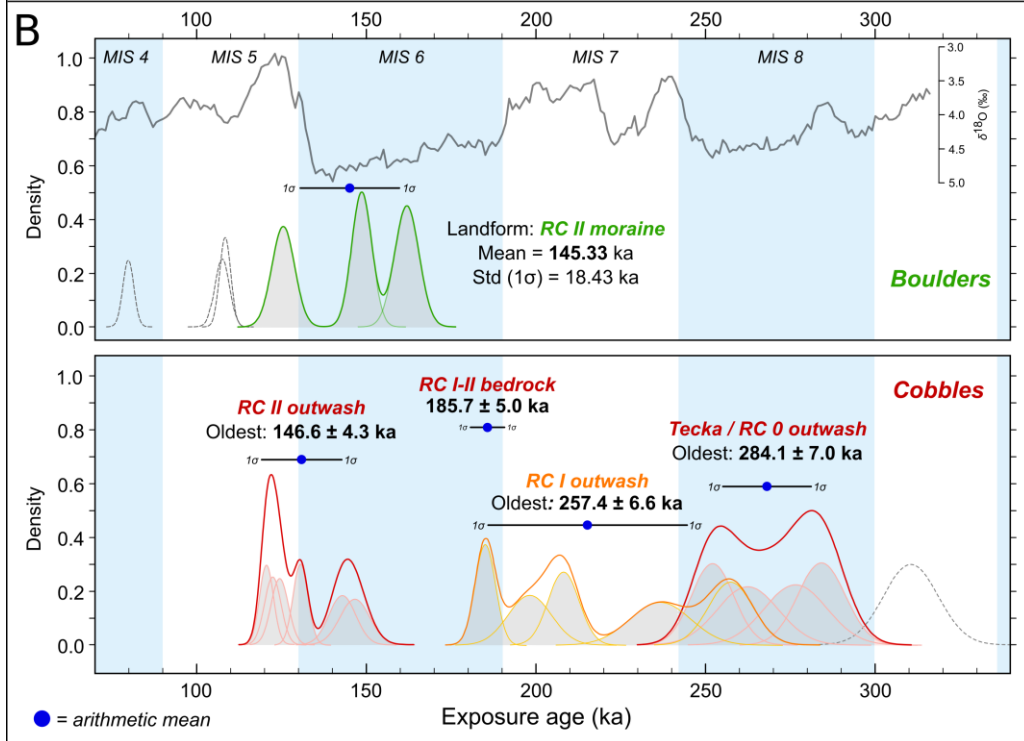 B
100 150 200 250 300
MIS 4 MIS 5 MIS 6 MIS 7 MIS 8
1.0
0.8
0.6
0.4
0.2
0.0
Density
3.0
3.5
4.0
4.5
5.0
δ18O (‰)
1σ 1σ
Landform: RC II moraine
Mean = 145.33 ka
Std (1σ) = 18.43 ka
Boulders
1.0
0.8
0.6
0.4
0.2
0.0
Density
Cobbles
RC II outwash
Oldest: 146.6 ± 4.3 ka
1σ 1σ
RC I-II bedrock
185.7 ± 5.0 ka
1σ 1σ
RC I outwash
Oldest: 257.4 ± 6.6 ka
1σ 1σ
Tecka / RC 0 outwash
Oldest: 284.1 ± 7.0 ka
1σ 1σ
100 150 200 250 300
Exposure age (ka)
= arithmetic mean